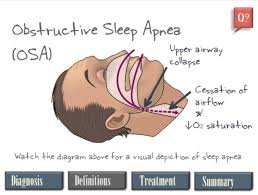 Q?
Obstructive Sleep Apnea
(OSA)
Upper airway
collapse
Cessation of
airflow
↓O₂ saturation
Watch the diagram above for a visual depiction of sleep apnea
Diagnosis
Definitions
Treatment
Summary